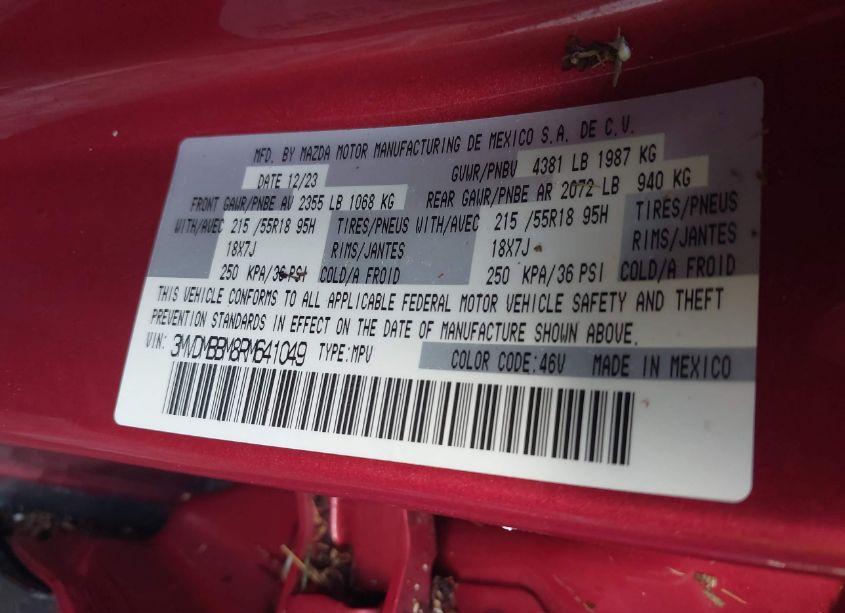 MFD. BY MAZDA MOTOR MANUFACTURING DE MEXICO S.A. DE C.V.
DATE 12/23 GVWR/PNBV 4381 LB 1987 KG
FRONT GAWR/PNBE AV 2355 LB 1068 KG REAR GAWR/PNBE AR 2072 LB 940 KG
WITH/AVEC 215 /55R18 95H TIRES/PNEUS WITH/AVEC 215 /55R18 95H TIRES/PNEUS
18X7J RIMS/JANTES 18X7J RIMS/JANTES
250 KPA/36 PSI COLD/A FROID 250 KPA/36 PSI COLD/A FROID
THIS VEHICLE CONFORMS TO ALL APPLICABLE FEDERAL MOTOR VEHICLE SAFETY AND THEFT
PREVENTION STANDARDS IN EFFECT ON THE DATE OF MANUFACTURE SHOWN ABOVE.
VIN: 3MVDMBBM8RM641049 TYPE:MPV COLOR CODE:46V MADE IN MEXICO